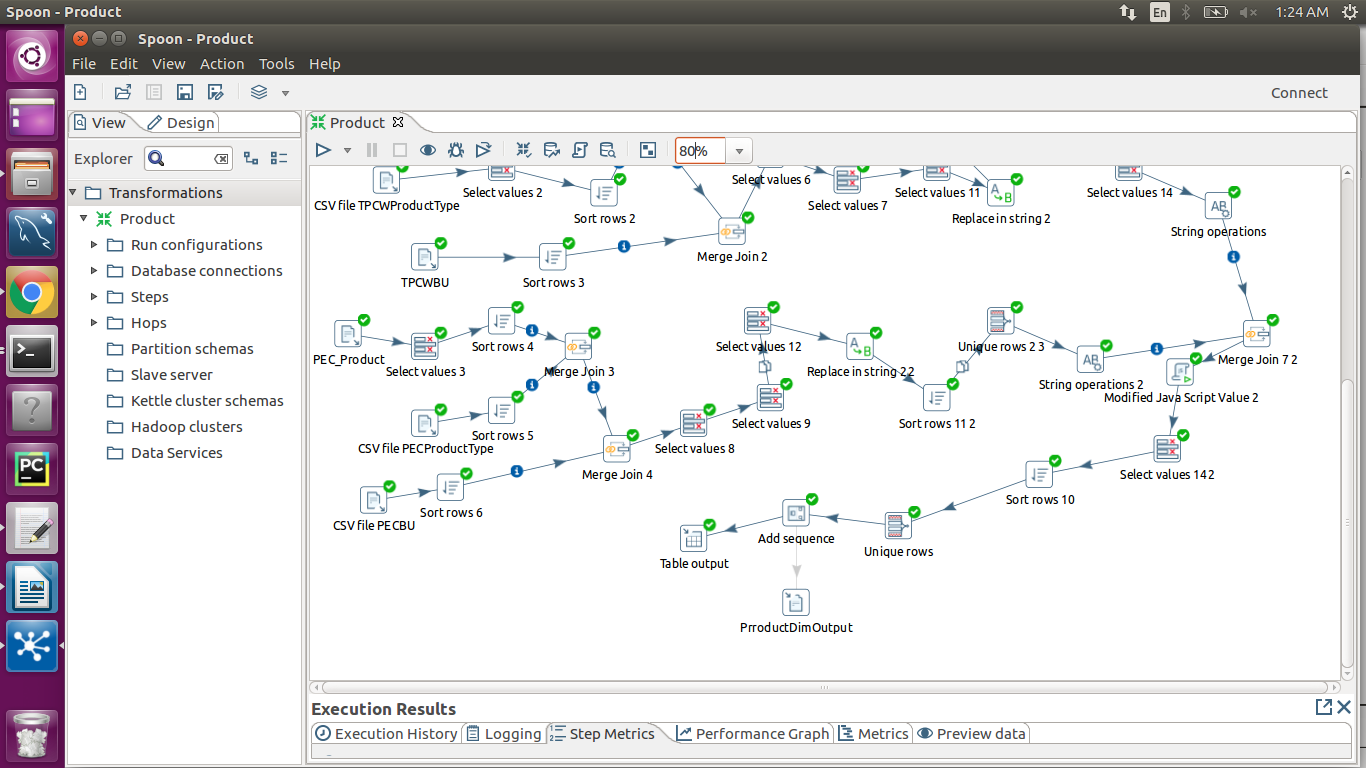 Spoon - Product
En
1:24 AM
Spoon - Product
File Edit View Action Tools Help
Connect
View
Design
Explorer
Transformations
Product
Run configurations
Database connections
Steps
Hops
Partition schemas
Slave server
Kettle cluster schemas
Hadoop clusters
Data Services
Product
80%
Select values 2
Select values 6
Select values 11
Select values 14
CSV file TPCWProductType
Sort rows 2
Select values 7
Replace in string 2
String operations
Merge Join 2
TPCWBU
Sort rows 3
PEC_Product
Select values 3
Sort rows 4
Merge Join 3
Select values 12
Replace in string 2 2
Unique rows 2 3
String operations 2
Merge Join 7 2
Modified Java Script Value 2
CSV file PECProductType
Sort rows 5
Select values 9
Sort rows 11 2
Select values 8
Merge Join 4
Select values 14 2
CSV file PECBU
Sort rows 6
Sort rows 10
Table output
Add sequence
Unique rows
PrroductDimOutput
Execution Results
Execution History
Logging
Step Metrics
Performance Graph
Metrics
Preview data
PC